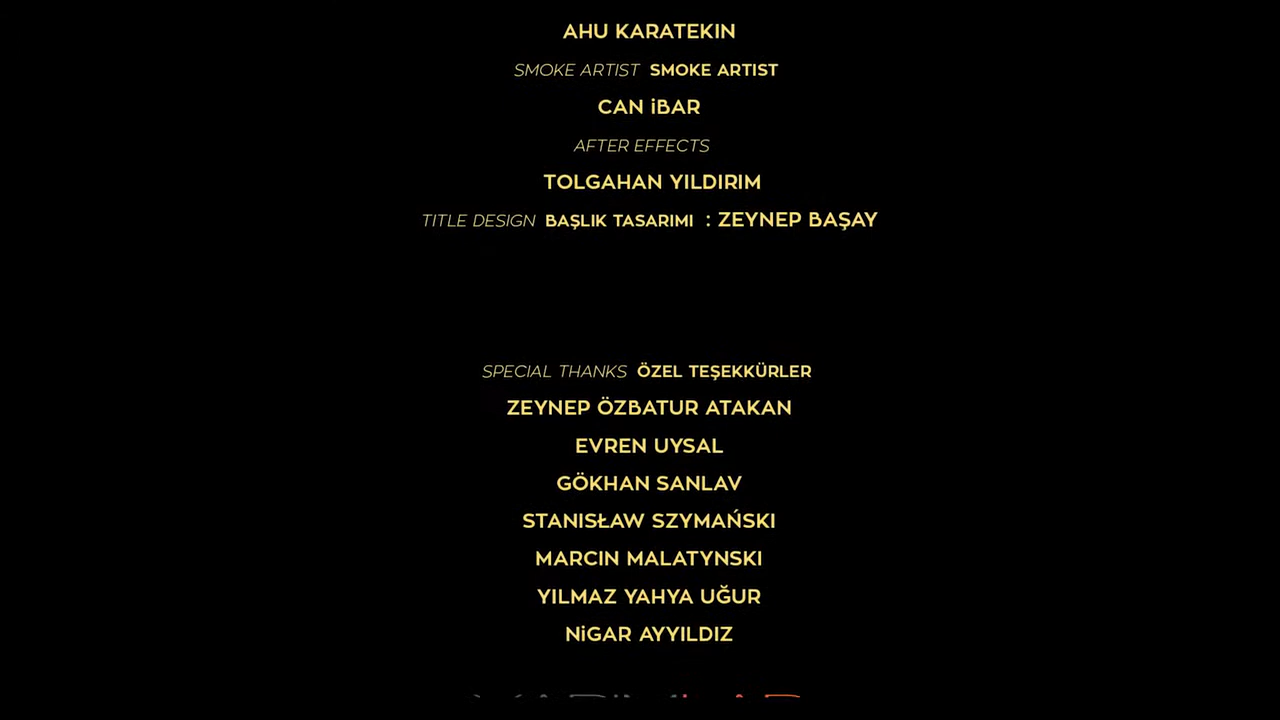 AHU KARATEKIN
SMOKE ARTIST SMOKE ARTIST
CAN iBAR
AFTER EFFECTS
TOLGAHAN YILDIRIM
TITLE DESIGN BAŞLIK TASARIMI : ZEYNEP BAŞAY
SPECIAL THANKS ÖZEL TEŞEKKÜRLER
ZEYNEP ÖZBATUR ATAKAN
EVREN UYSAL
GÖKHAN SANLAV
STANISŁAW SZYMAŃSKI
MARCIN MALATYNSKI
YILMAZ YAHYA UĞUR
NiGAR AYYILDIZ